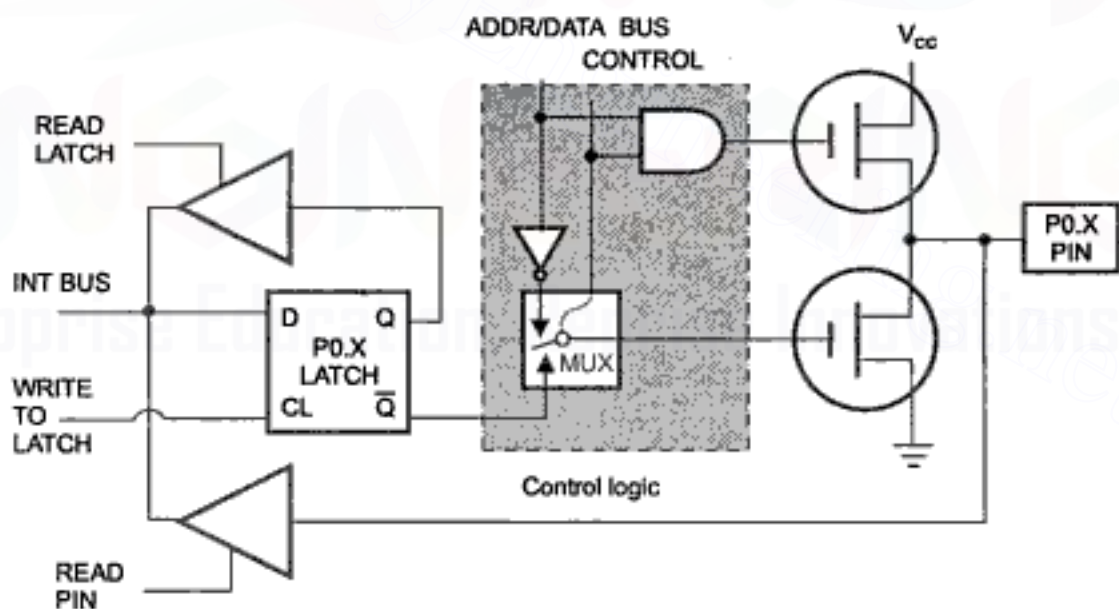 ADDR/DATA BUS
CONTROL
Vcc
READ
LATCH
P0.X
PIN
INT BUS
D Q
P0.X
LATCH
CL Q̅
MUX
WRITE
TO
LATCH
Control logic
READ
PIN